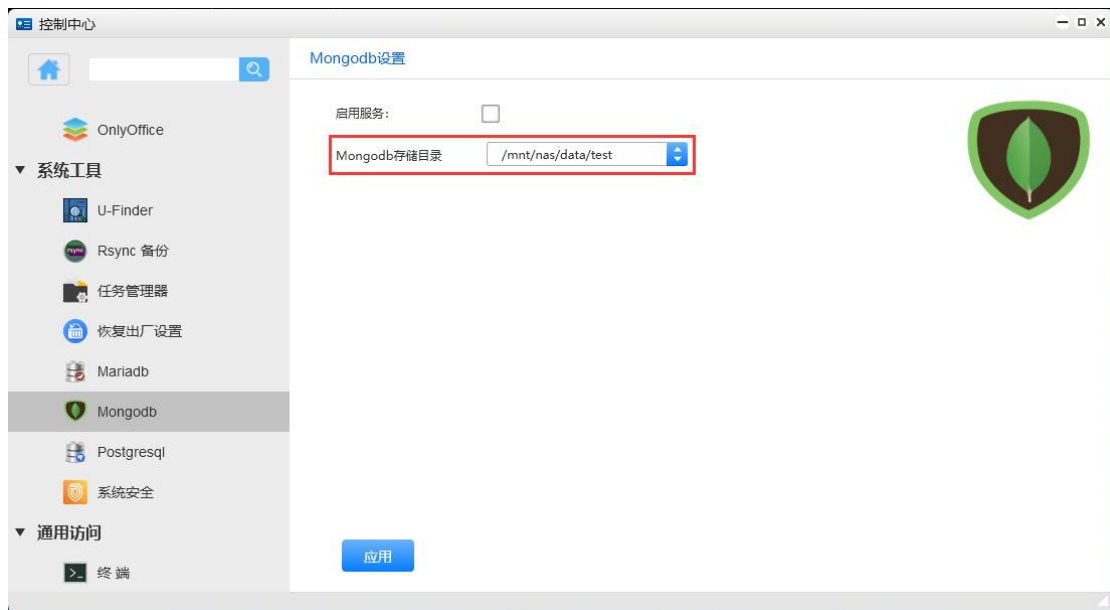 控制中心
Mongodb设置
OnlyOffice
系统工具
U-Finder
Rsync 备份
任务管理器
恢复出厂设置
Mariadb
Mongodb
Postgresql
系统安全
通用访问
终端
启用服务:
Mongodb存储目录 /mnt/nas/data/test
应用